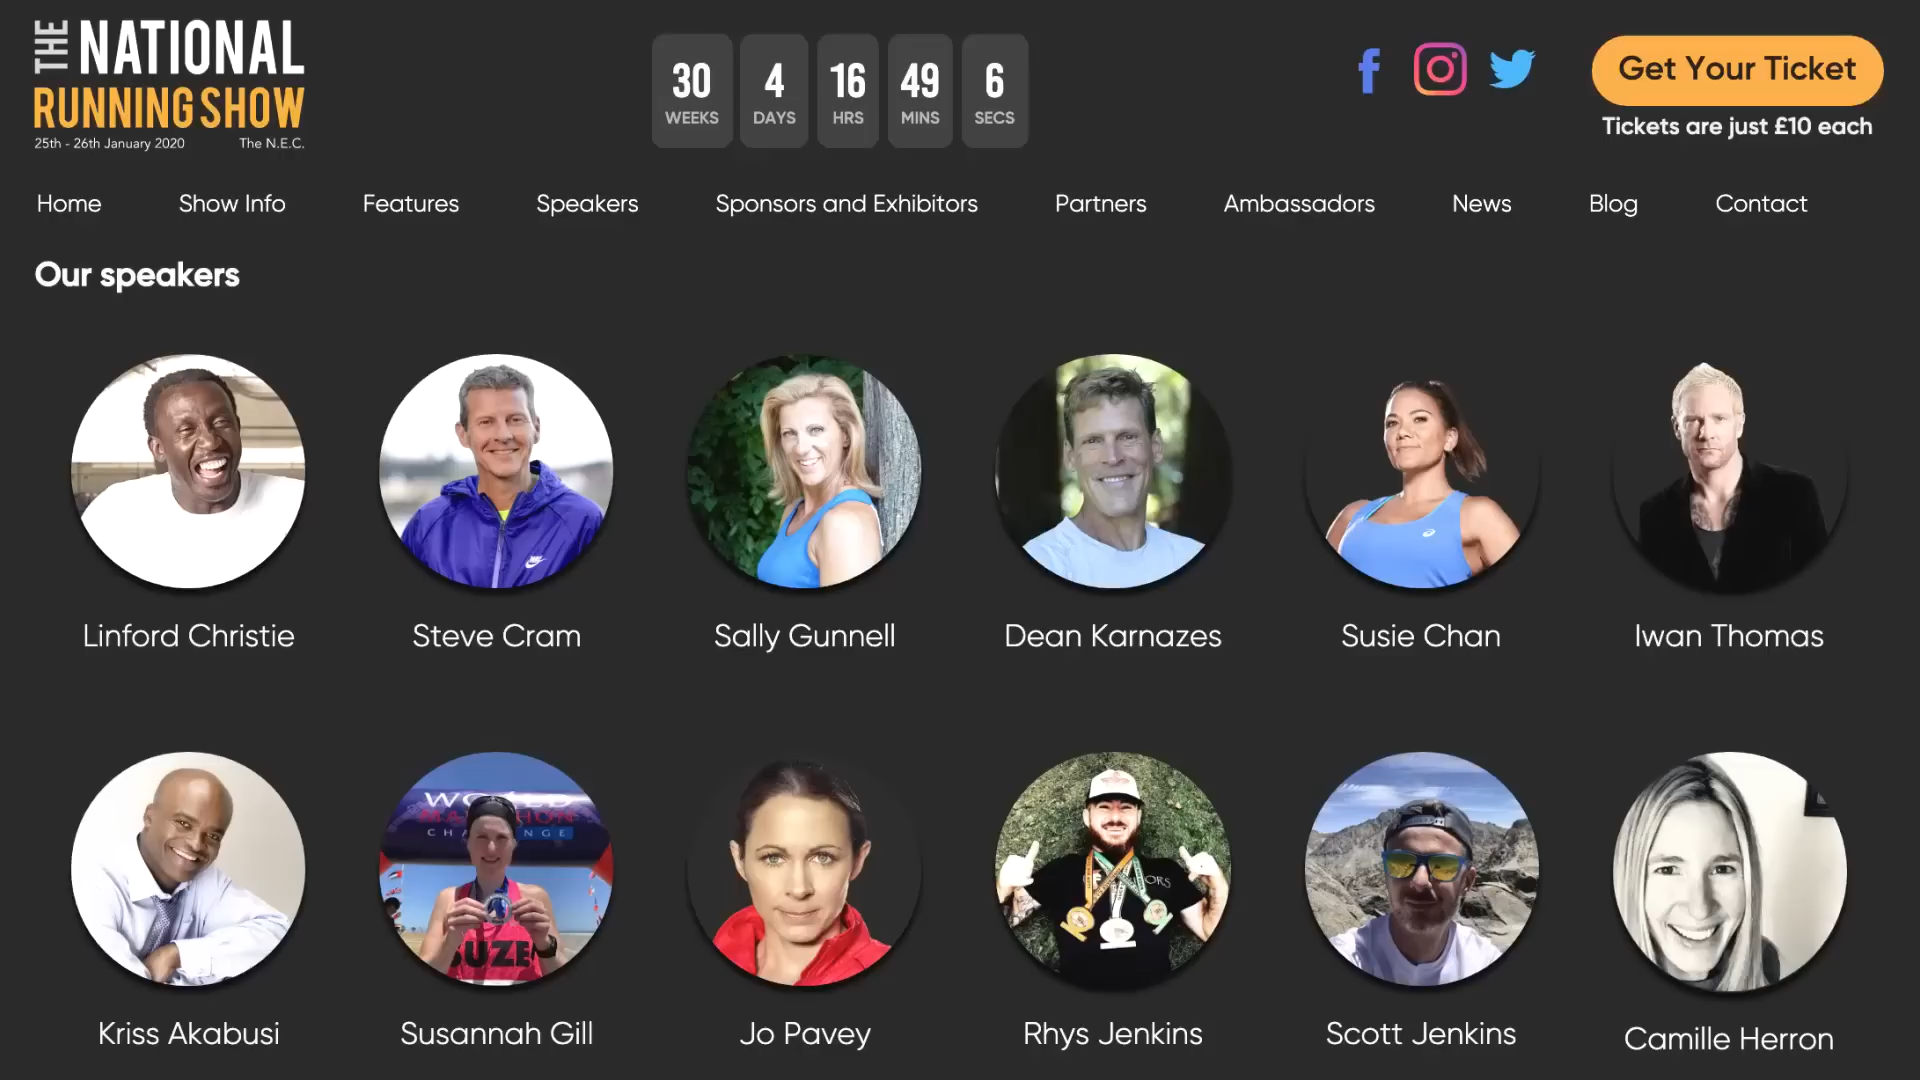 THE NATIONAL
RUNNING SHOW
25th - 26th January 2020 The N.E.C.
30 4 16 49 6
WEEKS DAYS HRS MINS SECS
Get Your Ticket
Tickets are just £10 each
Home Show Info Features Speakers Sponsors and Exhibitors Partners Ambassadors News Blog Contact
Our speakers
Linford Christie Steve Cram Sally Gunnell Dean Karnazes Susie Chan Iwan Thomas
CHALLENGE
Kriss Akabusi Susannah Gill Jo Pavey Rhys Jenkins Scott Jenkins Camille Herron